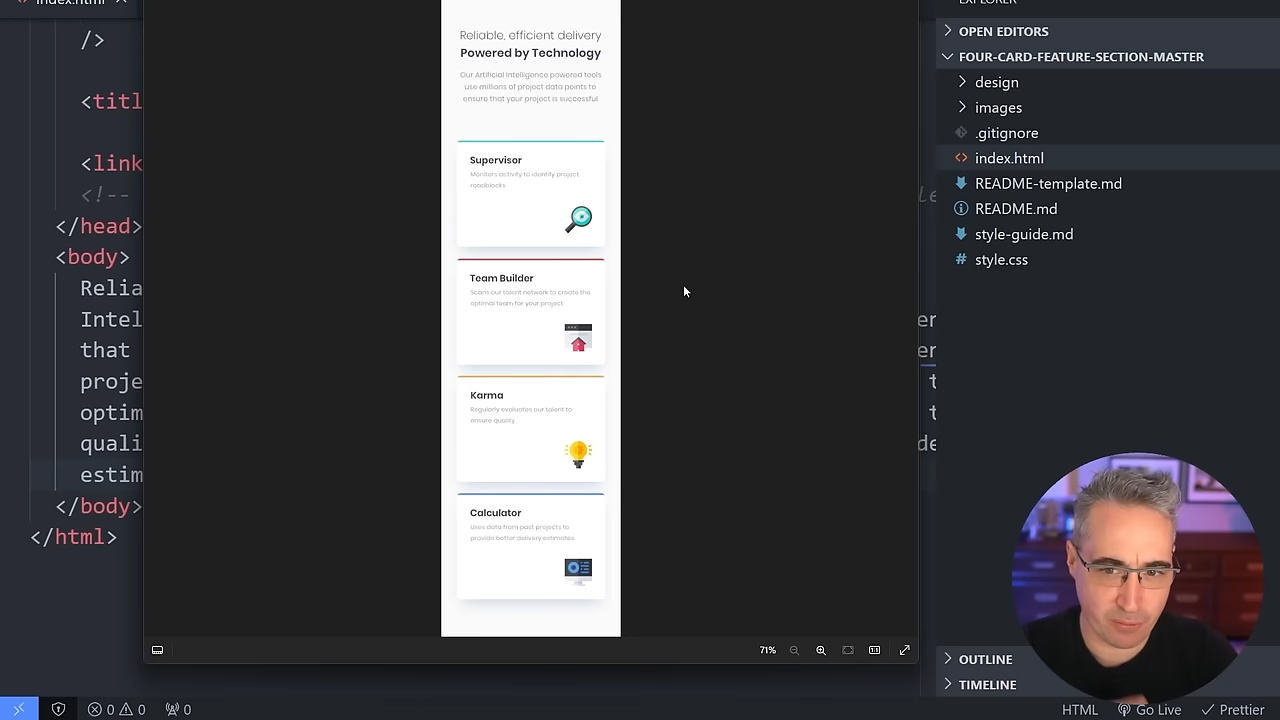 index.html
/>
<titl
<link
<!--
</head>
<body>
Relia
Intel
that
proje
optim
quali
estim
</body>
</html>
Reliable, efficient delivery
Powered by Technology
Our Artificial Intelligence powered tools
use millions of project data points to
ensure that your project is successful
Supervisor
Monitors activity to identify project
roadblocks
Team Builder
Scans our talent network to create the
optimal team for your project
Karma
Regularly evaluates our talent to
ensure quality
Calculator
Uses data from past projects to
provide better delivery estimates
71%
1:1
EXPLORER
OPEN EDITORS
FOUR-CARD-FEATURE-SECTION-MASTER
design
images
.gitignore
index.html
README-template.md
README.md
style-guide.md
style.css
OUTLINE
TIMELINE
0 0 0
HTML Go Live Prettier